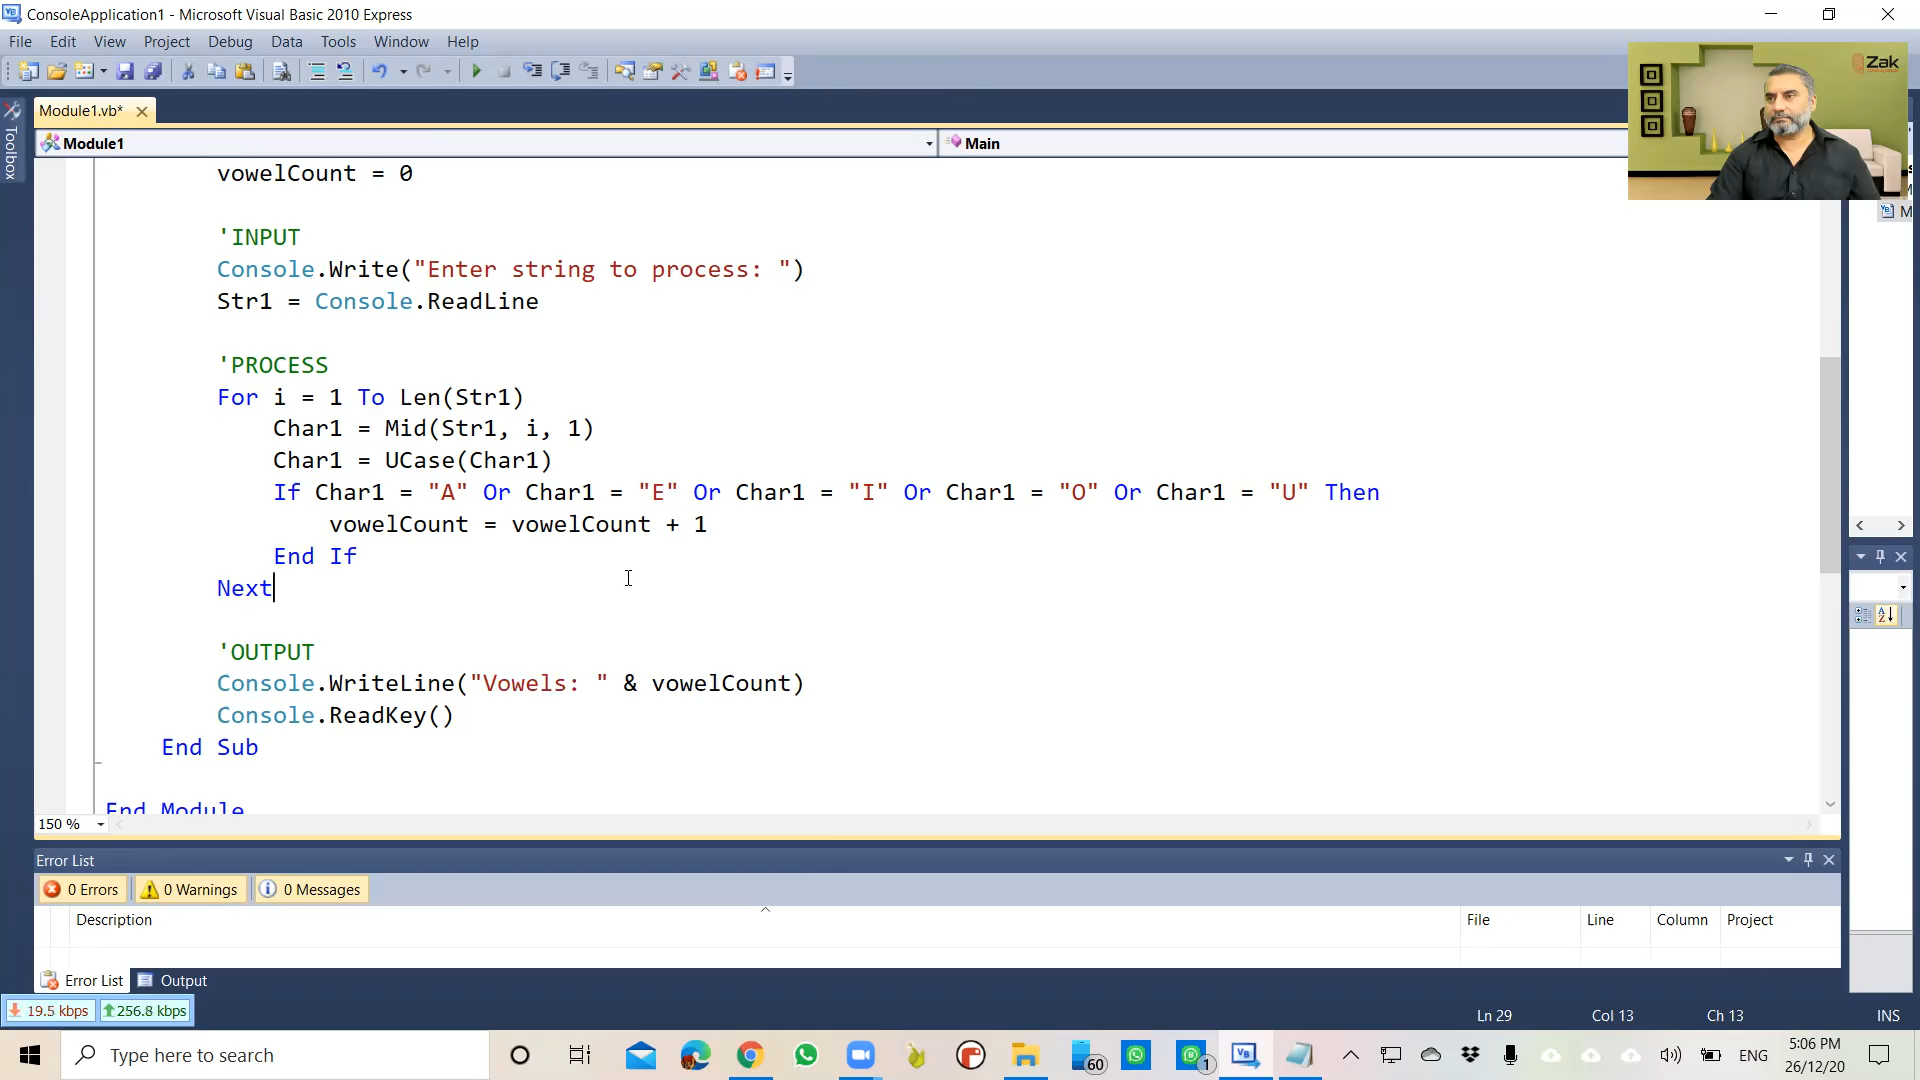 ConsoleApplication1 - Microsoft Visual Basic 2010 Express
File Edit View Project Debug Data Tools Window Help
Zak
Toolbox
Module1.vb*
Module1
Main
vowelCount = 0
'INPUT
Console.Write("Enter string to process: ")
Str1 = Console.ReadLine
'PROCESS
For i = 1 To Len(Str1)
Char1 = Mid(Str1, i, 1)
Char1 = UCase(Char1)
If Char1 = "A" Or Char1 = "E" Or Char1 = "I" Or Char1 = "O" Or Char1 = "U" Then
vowelCount = vowelCount + 1
End If
Next
'OUTPUT
Console.WriteLine("Vowels: " & vowelCount)
Console.ReadKey()
End Sub
End Module
150 %
Error List
0 Errors 0 Warnings 0 Messages
Description File Line Column Project
Error List Output
19.5 kbps 256.8 kbps
Ln 29 Col 13 Ch 13 INS
Type here to search
60
1
ENG
5:06 PM
26/12/20